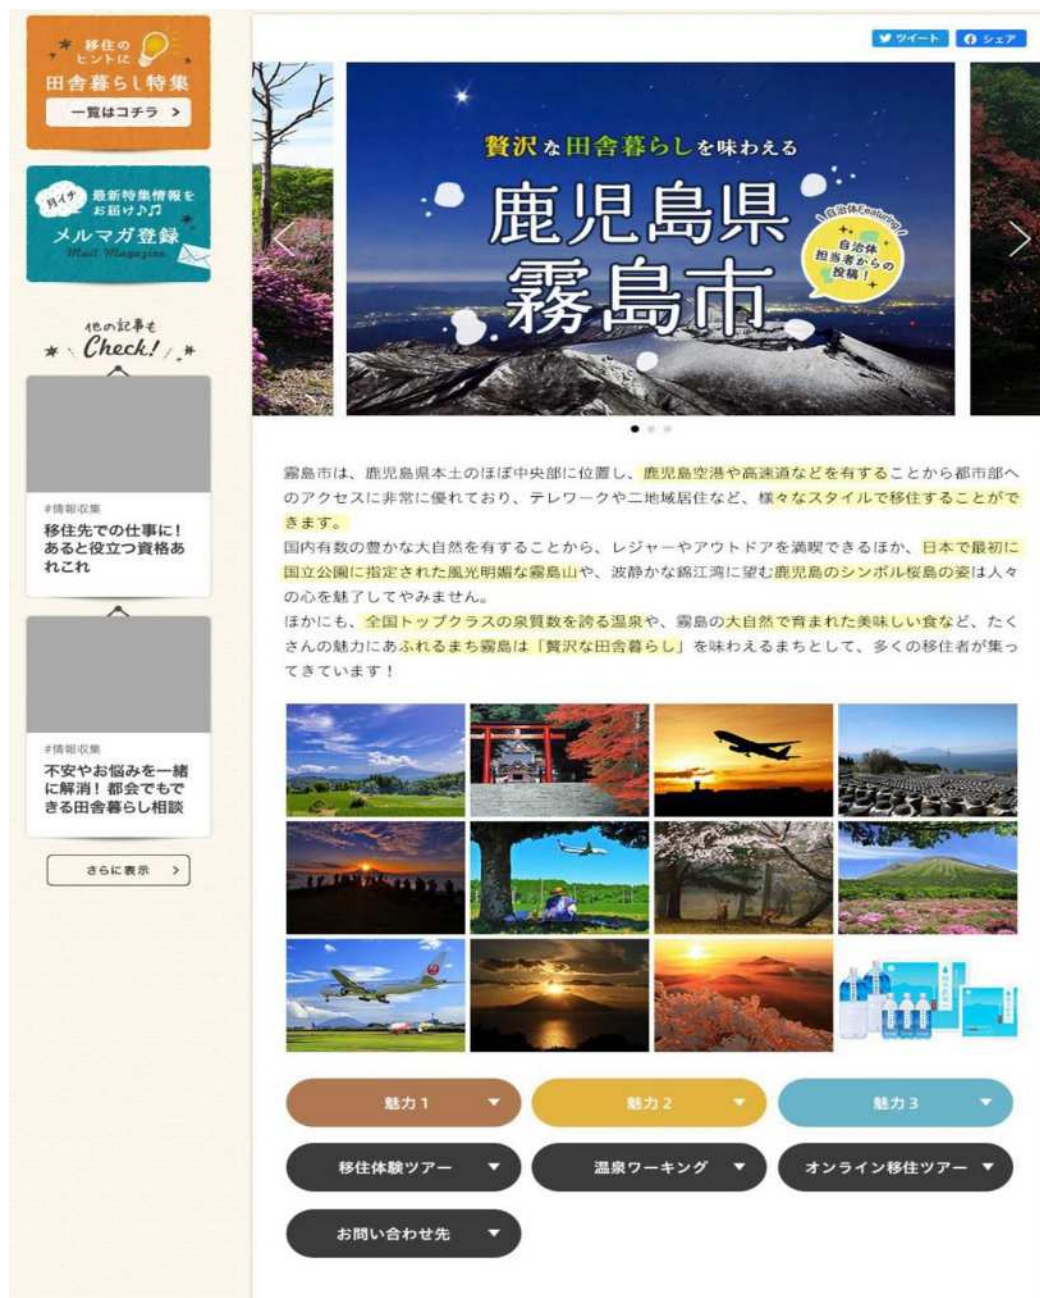 移住の
ヒントに
田舎暮らし特集
一覧はコチラ >
月イチ
最新特集情報を
お届け♪♫
メルマガ登録
Mail Magazine
他の記事も
Check!
#情報収集
移住先での仕事に!
あると役立つ資格あ
れこれ
#情報収集
不安やお悩みを一緒
に解消!都会でもで
きる田舎暮らし相談
さらに表示 >
ツイート
シェア
贅沢な田舎暮らしを味わえる
鹿児島県
霧島市
\自治体Featuring/
自治体
担当者からの
投稿!
霧島市は、鹿児島県本土のほぼ中央部に位置し、鹿児島空港や高速道などを有することから都市部へ
のアクセスに非常に優れており、テレワークや二地域居住など、様々なスタイルで移住することがで
きます。
国内有数の豊かな大自然を有することから、レジャーやアウトドアを満喫できるほか、日本で最初に
国立公園に指定された風光明媚な霧島山や、波静かな錦江湾に望む鹿児島のシンボル桜島の姿は人々
の心を魅了してやみません。
ほかにも、全国トップクラスの泉質数を誇る温泉や、霧島の大自然で育まれた美味しい食など、たく
さんの魅力にあふれるまち霧島は「贅沢な田舎暮らし」を味わえるまちとして、多くの移住者が集っ
てきています!
魅力1
魅力2
魅力3
移住体験ツアー
温泉ワーキング
オンライン移住ツアー
お問い合わせ先